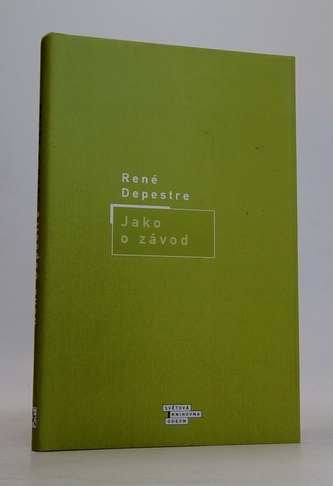 René
Depestre
Jako
o závod
SVĚTOVÁ
KNIHOVNA
ODEON